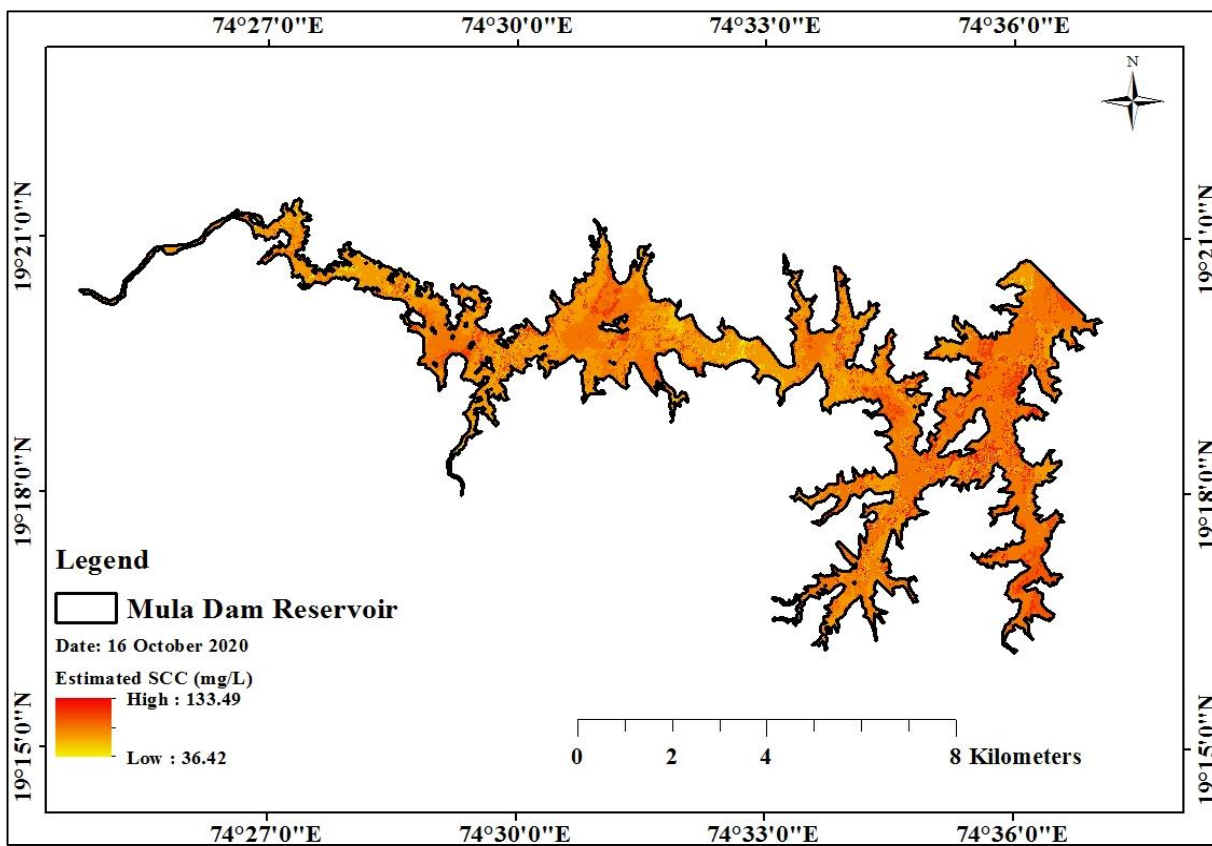 74°27'0"E 74°30'0"E 74°33'0"E 74°36'0"E
N
19°21'0"N
19°21'0"N
19°18'0"N
19°18'0"N
Legend
Mula Dam Reservoir
Date: 16 October 2020
Estimated SCC (mg/L)
High : 133.49
Low : 36.42
0 2 4 8 Kilometers
19°15'0"N
19°15'0"N
74°27'0"E 74°30'0"E 74°33'0"E 74°36'0"E